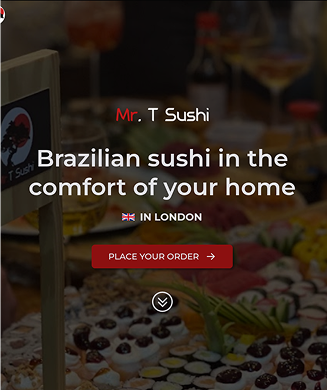 Mr. T Sushi
T Sushi
Brazilian sushi in the
comfort of your home
🇬🇧 IN LONDON
PLACE YOUR ORDER →